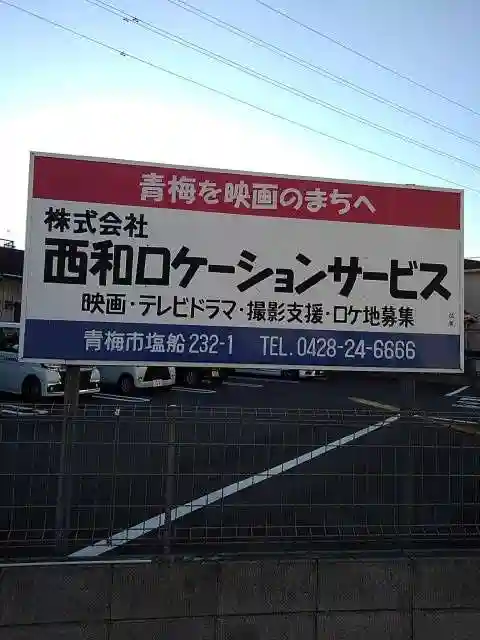 青梅を映画のまちへ
株式会社
西和ロケーションサービス
映画・テレビドラマ・撮影支援・ロケ地募集
青梅市塩船232-1 TEL.0428-24-6666